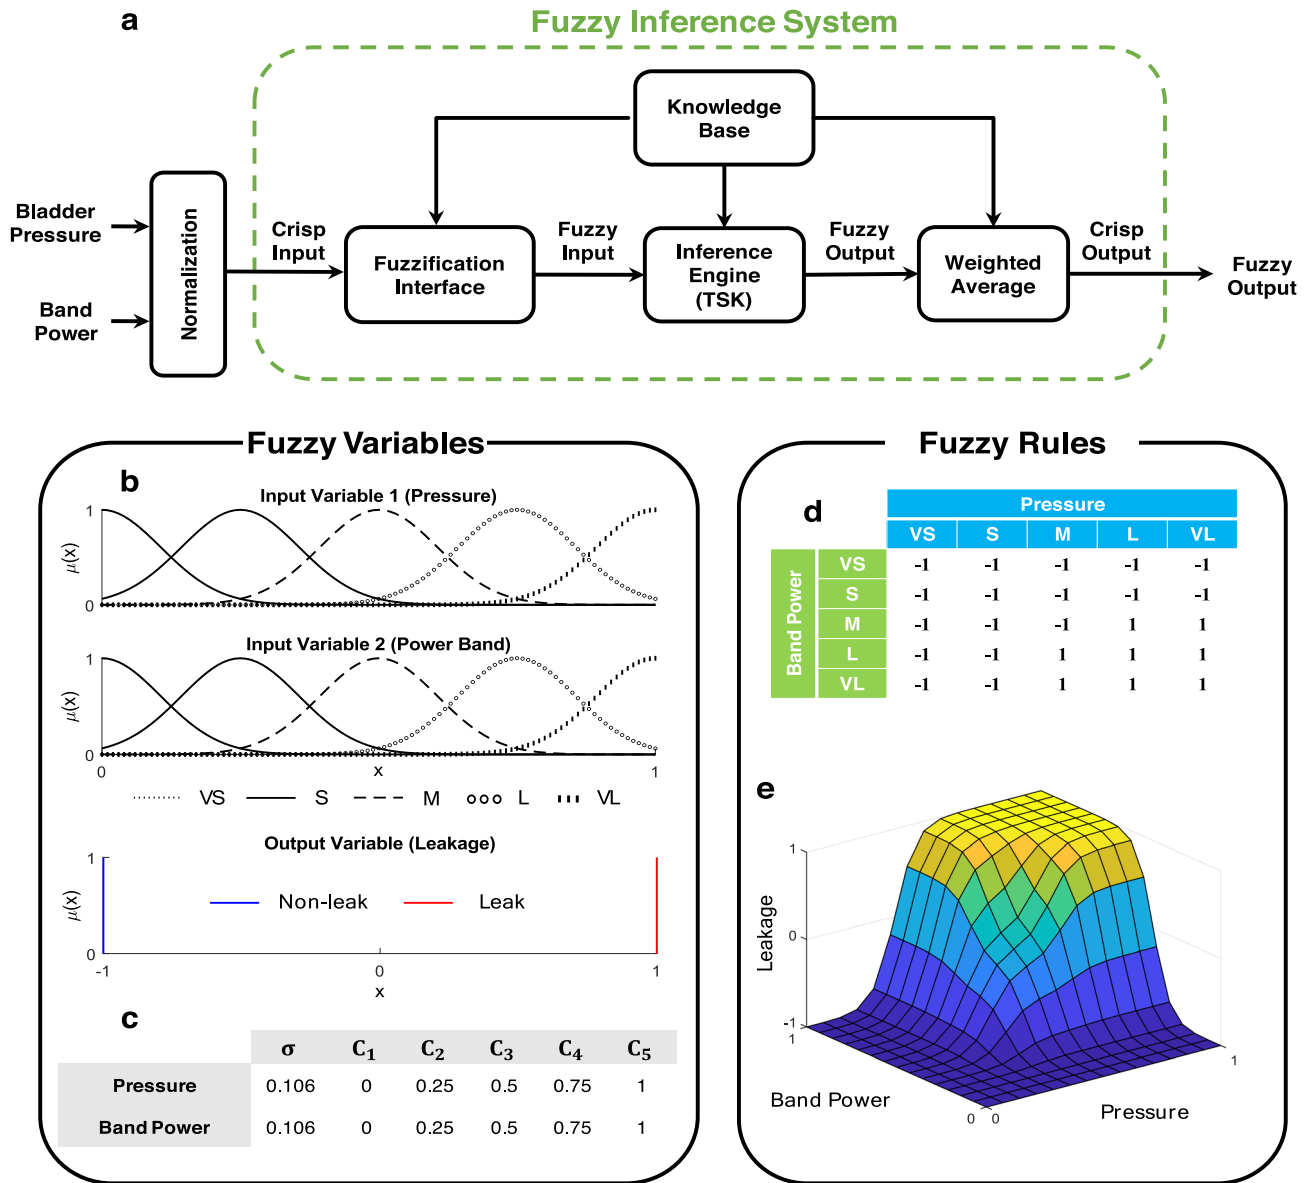 a
Fuzzy Inference System
Knowledge
Base
Bladder
Pressure
Band
Power
Normalization
Crisp
Input
Fuzzification
Interface
Fuzzy
Input
Inference
Engine
(TSK)
Fuzzy
Output
Weighted
Average
Crisp
Output
Fuzzy
Output
Fuzzy Variables
b
Input Variable 1 (Pressure)
1
μ(x)
0
Input Variable 2 (Power Band)
1
μ(x)
0
0 x 1
VS S M L VL
Output Variable (Leakage)
1
μ(x)
Non-leak Leak
0
-1 0 1
x
c
σ C1 C2 C3 C4 C5
Pressure 0.106 0 0.25 0.5 0.75 1
Band Power 0.106 0 0.25 0.5 0.75 1
Fuzzy Rules
d
Pressure
VS S M L VL
Band Power
VS -1 -1 -1 -1 -1
S -1 -1 -1 -1 -1
M -1 -1 -1 1 1
L -1 -1 1 1 1
VL -1 -1 1 1 1
e
1
0
-1
Leakage
1
Band Power
0
0
Pressure
1